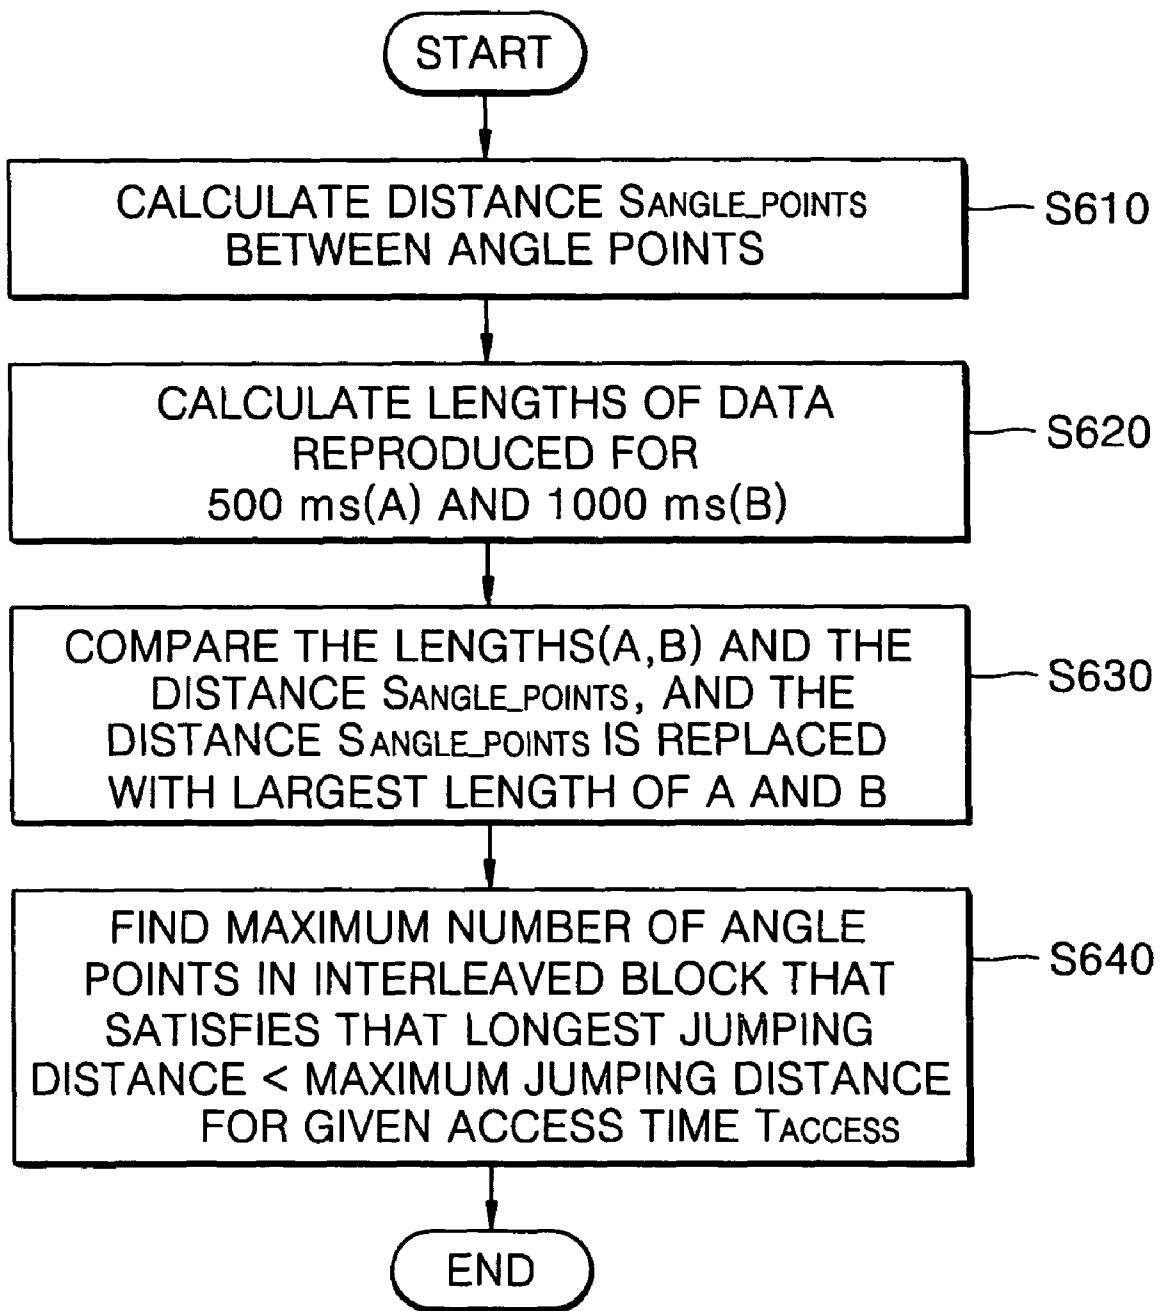 START
CALCULATE DISTANCE SANGLE_POINTS
BETWEEN ANGLE POINTS
S610
CALCULATE LENGTHS OF DATA
REPRODUCED FOR
500 ms(A) AND 1000 ms(B)
S620
COMPARE THE LENGTHS(A,B) AND THE
DISTANCE SANGLE_POINTS, AND THE
DISTANCE SANGLE_POINTS IS REPLACED
WITH LARGEST LENGTH OF A AND B
S630
FIND MAXIMUM NUMBER OF ANGLE
POINTS IN INTERLEAVED BLOCK THAT
SATISFIES THAT LONGEST JUMPING
DISTANCE < MAXIMUM JUMPING DISTANCE
FOR GIVEN ACCESS TIME TACCESS
S640
END